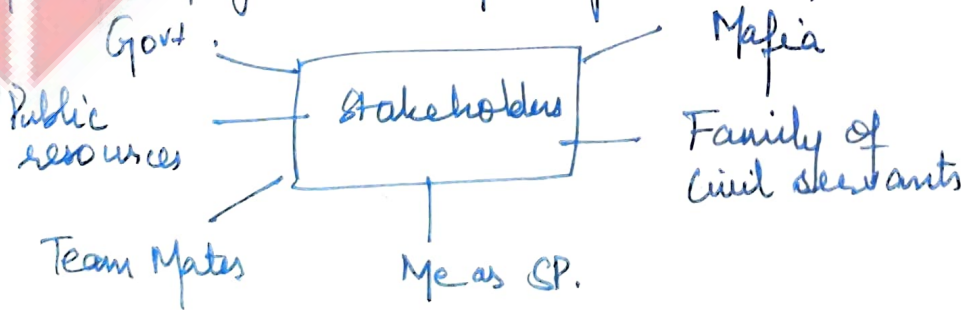 Govt.
Mafia
Stakeholders
Public
resources
Family of
civil servants
Team Mates
Me as SP.